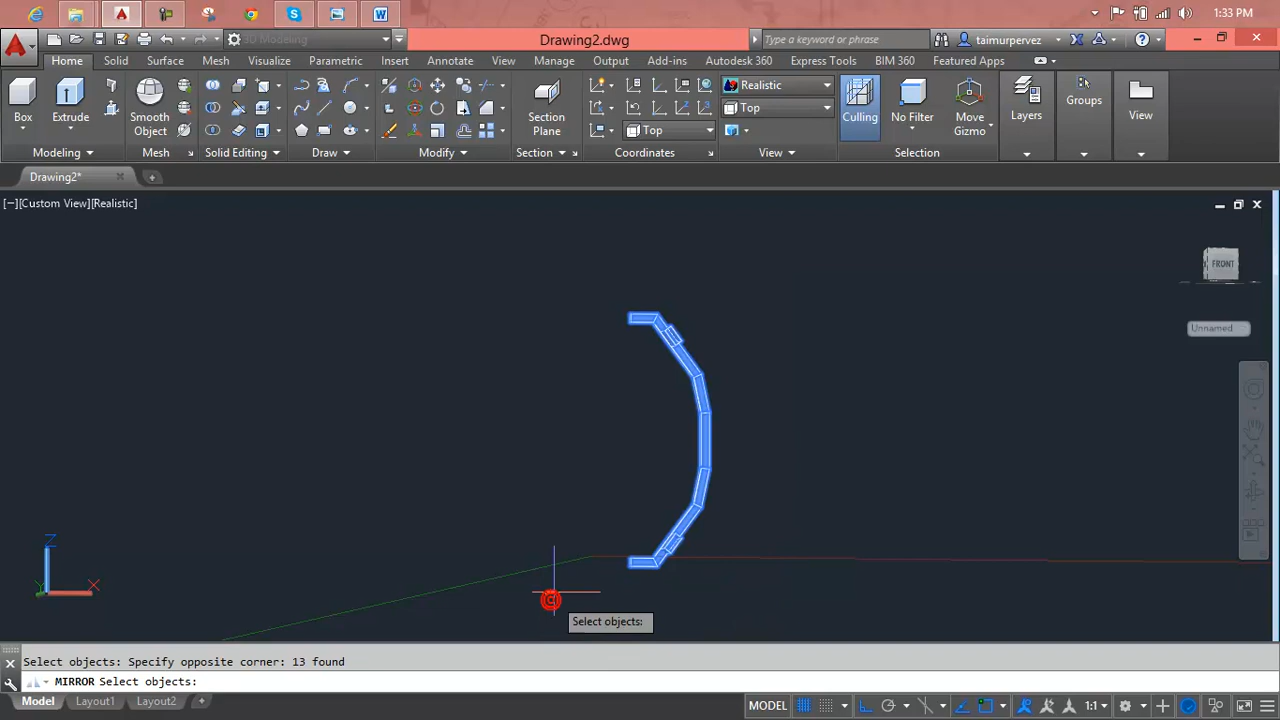 1:33 PM
3D Modeling
Drawing2.dwg
Type a keyword or phrase
taimurpervez
Home Solid Surface Mesh Visualize Parametric Insert Annotate View Manage Output Add-ins Autodesk 360 Express Tools BIM 360 Featured Apps
Box
Extrude
Smooth Object
Section Plane
Realistic
Top
Top
Culling
No Filter
Move Gizmo
Layers
Groups
View
Modeling Mesh Solid Editing Draw Modify Section Coordinates View Selection
Drawing2*
[−][Custom View][Realistic]
FRONT
Unnamed
Z
Y
X
Select objects:
Select objects: Specify opposite corner: 13 found
MIRROR Select objects:
Model Layout1 Layout2
MODEL
1:1